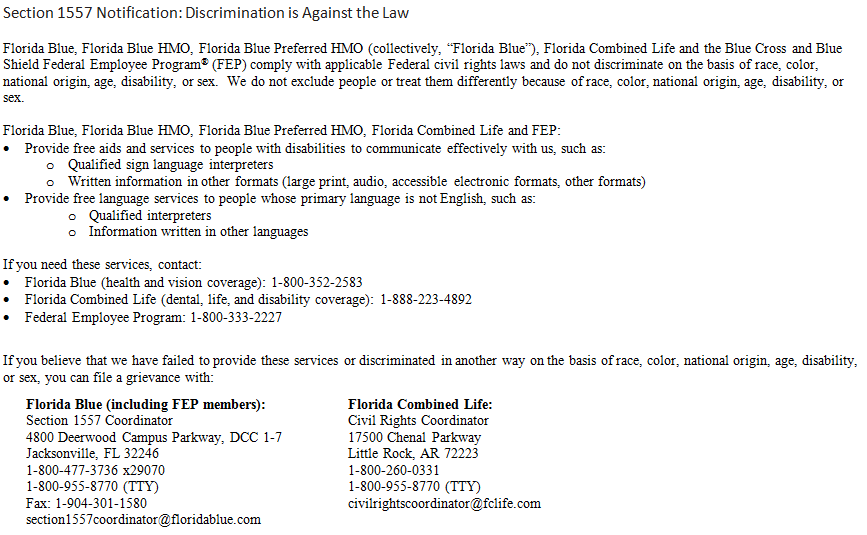 Section 1557 Notification: Discrimination is Against the Law
Florida Blue, Florida Blue HMO, Florida Blue Preferred HMO (collectively, “Florida Blue”), Florida Combined Life and the Blue Cross and Blue
Shield Federal Employee Program® (FEP) comply with applicable Federal civil rights laws and do not discriminate on the basis of race, color,
national origin, age, disability, or sex. We do not exclude people or treat them differently because of race, color, national origin, age, disability, or
sex.
Florida Blue, Florida Blue HMO, Florida Blue Preferred HMO, Florida Combined Life and FEP:
• Provide free aids and services to people with disabilities to communicate effectively with us, such as:
o Qualified sign language interpreters
o Written information in other formats (large print, audio, accessible electronic formats, other formats)
• Provide free language services to people whose primary language is not English, such as:
o Qualified interpreters
o Information written in other languages
If you need these services, contact:
• Florida Blue (health and vision coverage): 1-800-352-2583
• Florida Combined Life (dental, life, and disability coverage): 1-888-223-4892
• Federal Employee Program: 1-800-333-2227
If you believe that we have failed to provide these services or discriminated in another way on the basis of race, color, national origin, age, disability,
or sex, you can file a grievance with:
Florida Blue (including FEP members):
Section 1557 Coordinator
4800 Deerwood Campus Parkway, DCC 1-7
Jacksonville, FL 32246
1-800-477-3736 x29070
1-800-955-8770 (TTY)
Fax: 1-904-301-1580
section1557coordinator@floridablue.com
Florida Combined Life:
Civil Rights Coordinator
17500 Chenal Parkway
Little Rock, AR 72223
1-800-260-0331
1-800-955-8770 (TTY)
civilrightscoordinator@fclife.com